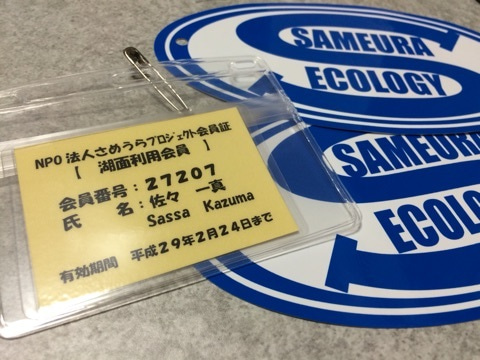 NPO法人さめうらプロジェクト会員証
[ 湖面利用会員 ]
会員番号：27207
氏 名：佐々 一真
Sassa Kazuma
有効期間 平成29年2月24日まで
SAMEURA
ECOLOGY
SAMEURA
ECOLOGY